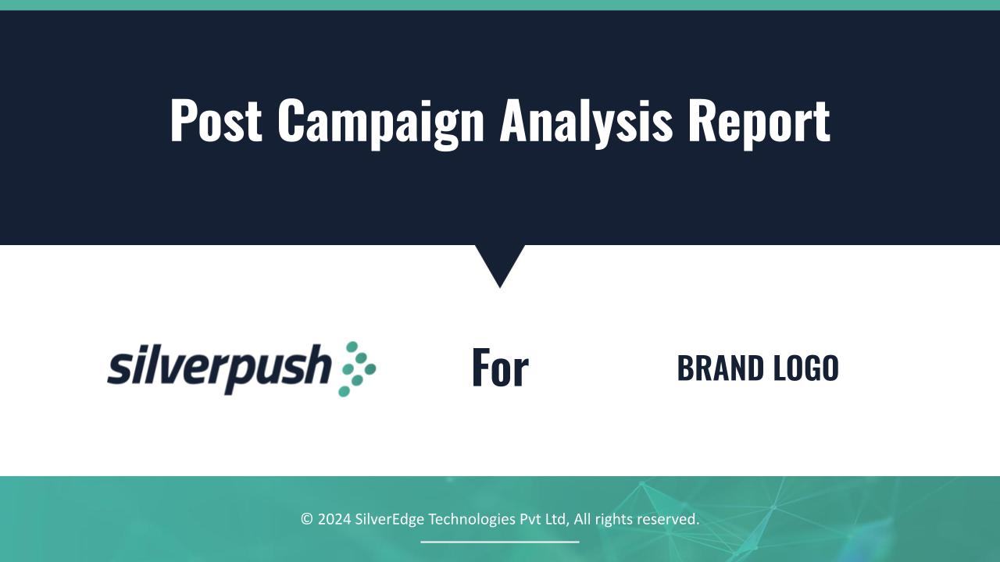 Post Campaign Analysis Report
silverpush
For
BRAND LOGO
© 2024 SilverEdge Technologies Pvt Ltd, All rights reserved.